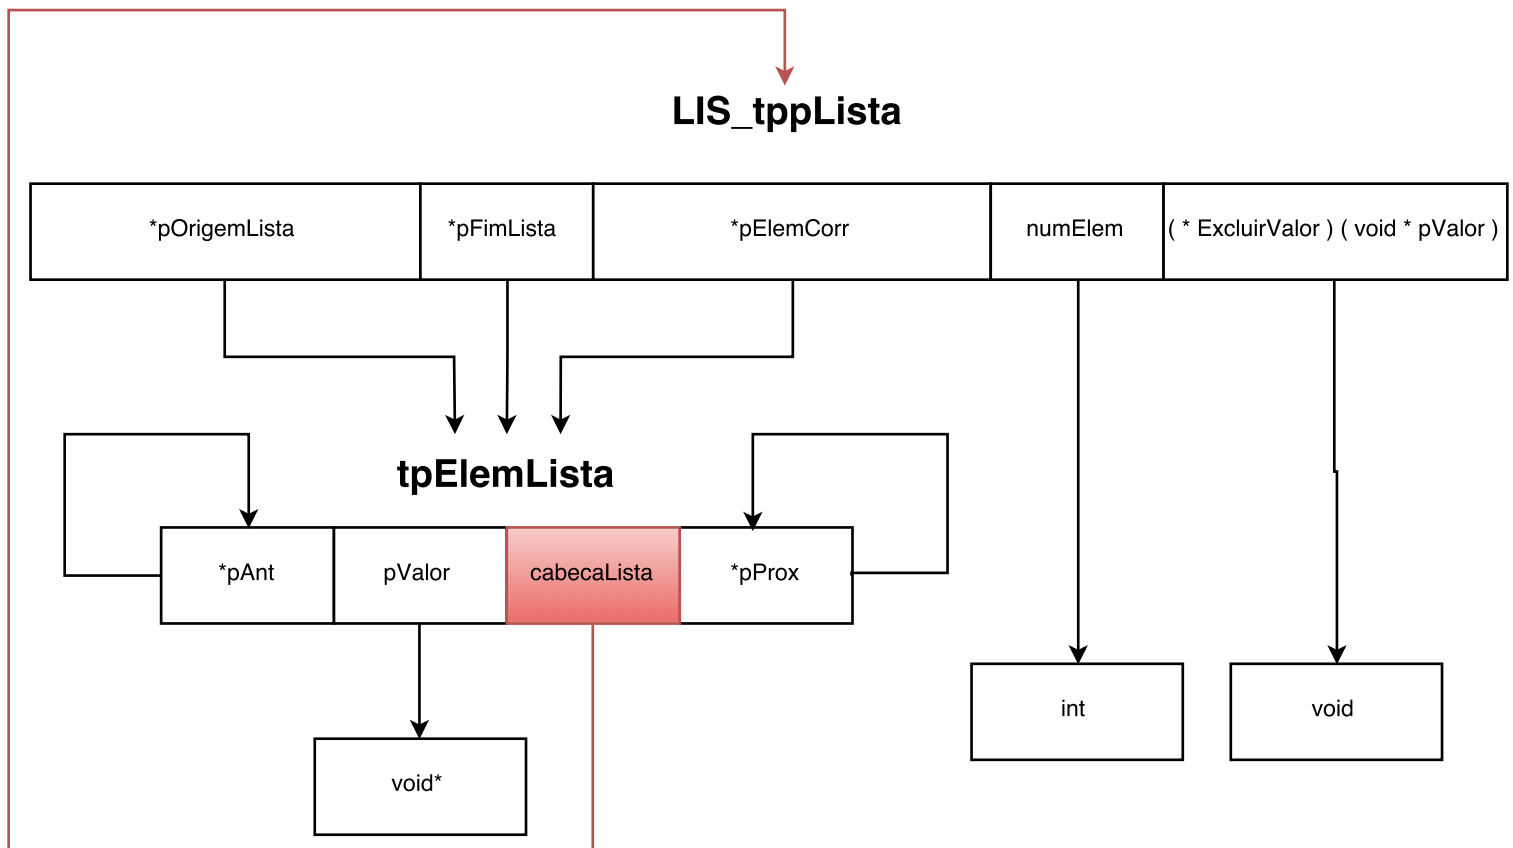 LIS_tppLista
*pOrigemLista
*pFimLista
*pElemCorr
numElem
( * ExcluirValor ) ( void * pValor )
tpElemLista
*pAnt
pValor
cabecaLista
*pProx
int
void
void*